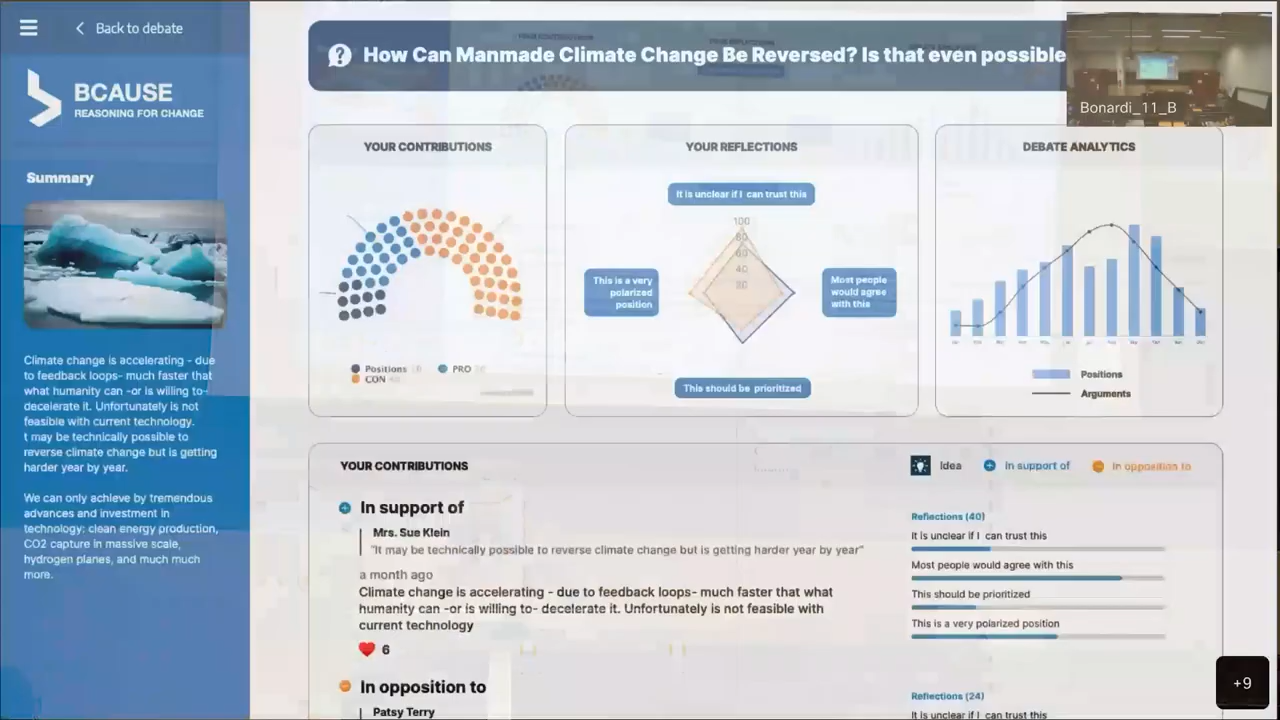 Back to debate
BCAUSE
REASONING FOR CHANGE
Summary
Climate change is accelerating - due
to feedback loops- much faster that
what humanity can -or is willing to-
decelerate it. Unfortunately is not
feasible with current technology.
t may be technically possible to
reverse climate change but is getting
harder year by year.
We can only achieve by tremendous
advances and investment in
technology: clean energy production,
CO2 capture in massive scale,
hydrogen planes, and much much
more.
How Can Manmade Climate Change Be Reversed? Is that even possible
Bonardi_11_B
YOUR CONTRIBUTIONS
Positions
PRO
CON
YOUR REFLECTIONS
It is unclear if I can trust this
100
80
60
40
This is a very
polarized
position
Most people
would agree
with this
This should be prioritized
DEBATE ANALYTICS
Positions
Arguments
YOUR CONTRIBUTIONS
Idea
In support of
In opposition to
In support of
Mrs. Sue Klein
"It may be technically possible to reverse climate change but is getting harder year by year"
a month ago
Climate change is accelerating - due to feedback loops- much faster that what
humanity can -or is willing to- decelerate it. Unfortunately is not feasible with
current technology
6
Reflections (40)
It is unclear if I can trust this
Most people would agree with this
This should be prioritized
This is a very polarized position
In opposition to
Patsy Terry
Reflections (24)
It is unclear if I can trust this
+9